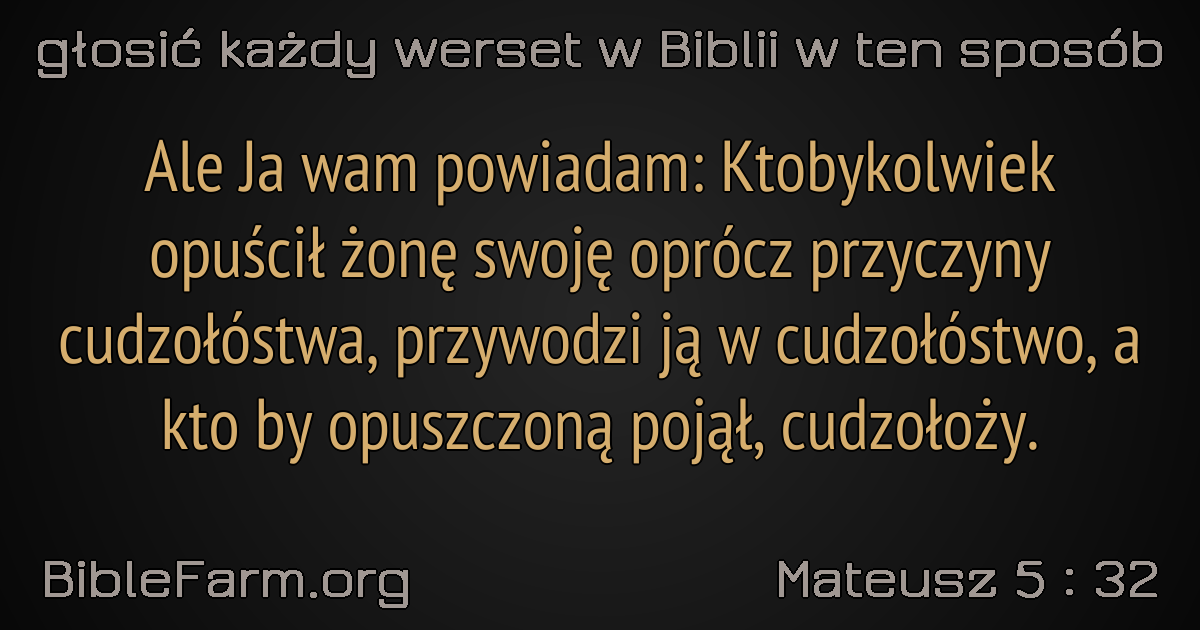 głosić każdy werset w Biblii w ten sposób
Ale Ja wam powiadam: Ktobykolwiek
opuścił żonę swoję oprócz przyczyny
cudzołóstwa, przywodzi ją w cudzołóstwo, a
kto by opuszczoną pojął, cudzołoży.
BibleFarm.org
Mateusz 5 : 32